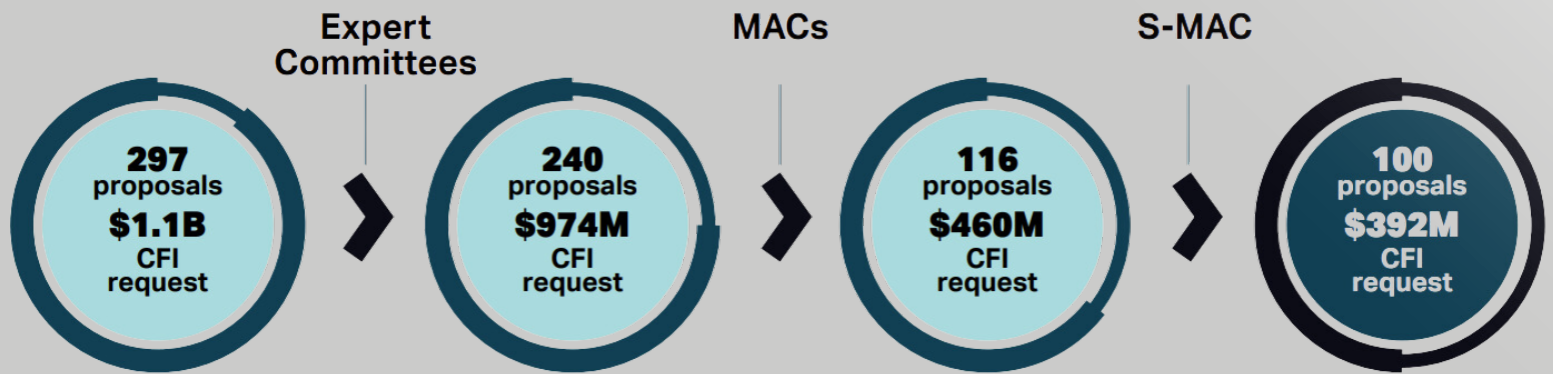 Expert
Committees
MACs
S-MAC
297
proposals
$1.1B
CFI
request
240
proposals
$974M
CFI
request
116
proposals
$460M
CFI
request
100
proposals
$392M
CFI
request